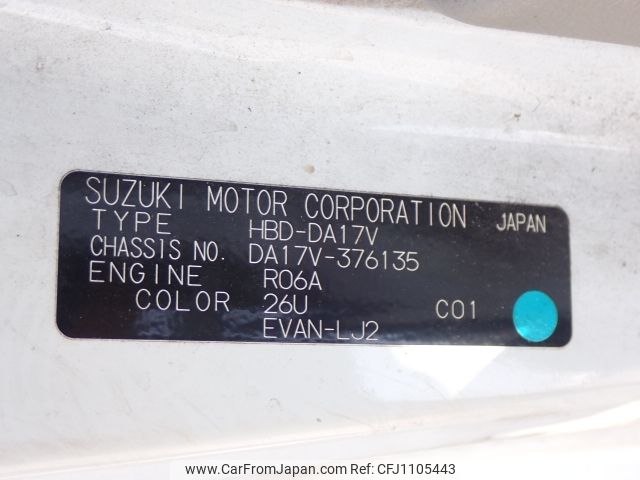 SUZUKI MOTOR CORPORATION JAPAN
TYPE HBD-DA17V
CHASSIS NO. DA17V-376135
ENGINE R06A
COLOR 26U C01
EVAN-LJ2
www.CarFromJapan.com | Ref No. CFJ1105443